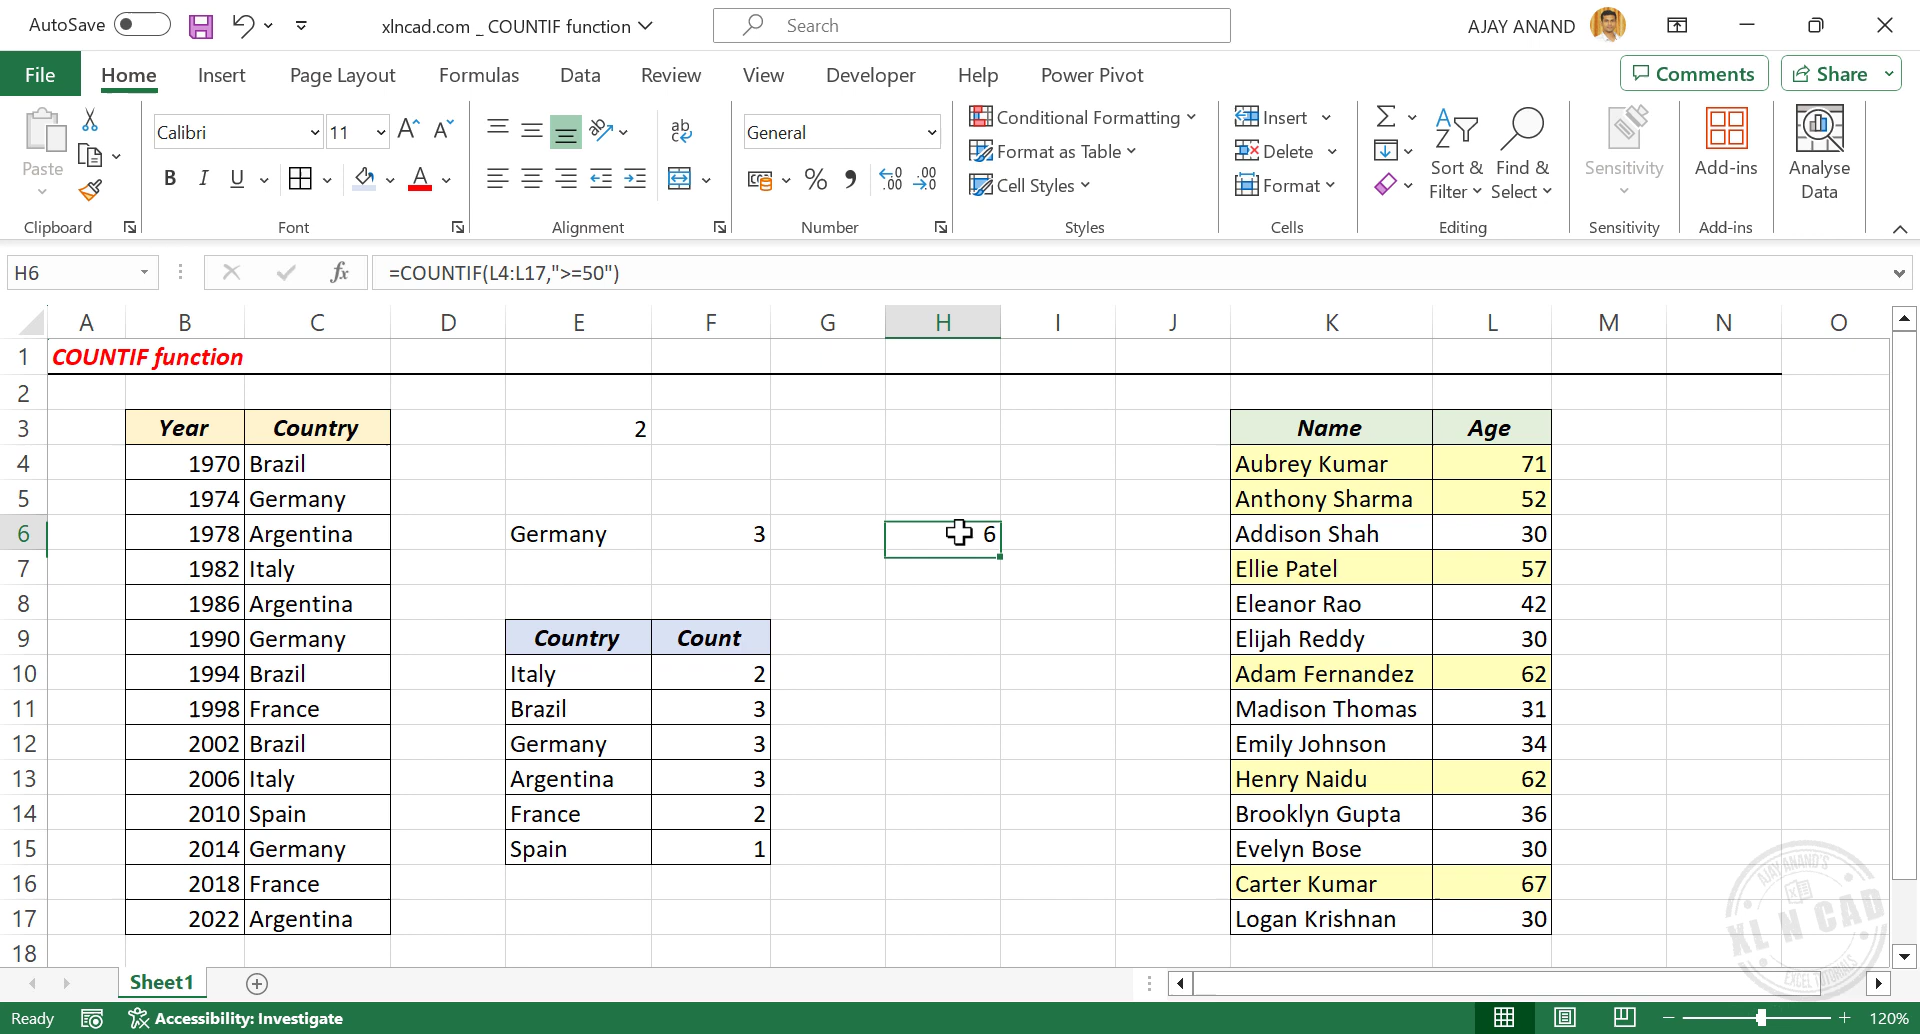 AutoSave xlncad.com _ COUNTIF function Search AJAY ANAND
File Home Insert Page Layout Formulas Data Review View Developer Help Power Pivot Comments Share
Calibri 11 General Conditional Formatting Insert
Format as Table Delete
Paste Sort & Find & Sensitivity Add-ins Analyse
B I U Cell Styles Format Filter Select Data
Clipboard Font Alignment Number Styles Cells Editing Sensitivity Add-ins
H6 fx =COUNTIF(L4:L17,">=50")
A B C D E F G H I J K L M N O
1 COUNTIF function
2
3 Year Country 2 Name Age
4 1970 Brazil Aubrey Kumar 71
5 1974 Germany Anthony Sharma 52
6 1978 Argentina Germany 3 6 Addison Shah 30
7 1982 Italy Ellie Patel 57
8 1986 Argentina Eleanor Rao 42
9 1990 Germany Country Count Elijah Reddy 30
10 1994 Brazil Italy 2 Adam Fernandez 62
11 1998 France Brazil 3 Madison Thomas 31
12 2002 Brazil Germany 3 Emily Johnson 34
13 2006 Italy Argentina 3 Henry Naidu 62
14 2010 Spain France 2 Brooklyn Gupta 36
15 2014 Germany Spain 1 Evelyn Bose 30
16 2018 France Carter Kumar 67
17 2022 Argentina Logan Krishnan 30
18
AJAY ANAND'S
XL N CAD
EXCEL TUTORIALS
Sheet1
Ready Accessibility: Investigate 120%